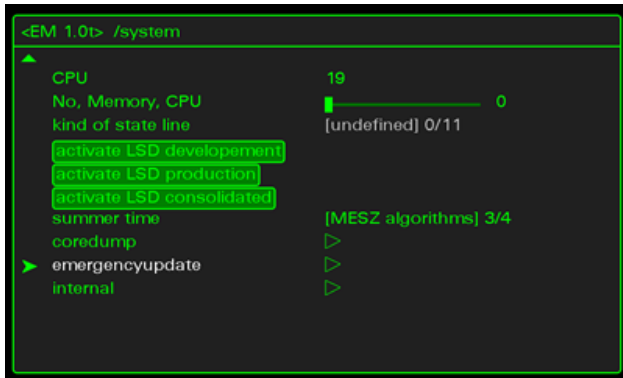 <EM 1.0t> /system
CPU 19
No, Memory, CPU 0
kind of state line [undefined] 0/11
activate LSD developement
activate LSD production
activate LSD consolidated
summer time [MESZ algorithms] 3/4
coredump
emergencyupdate
internal